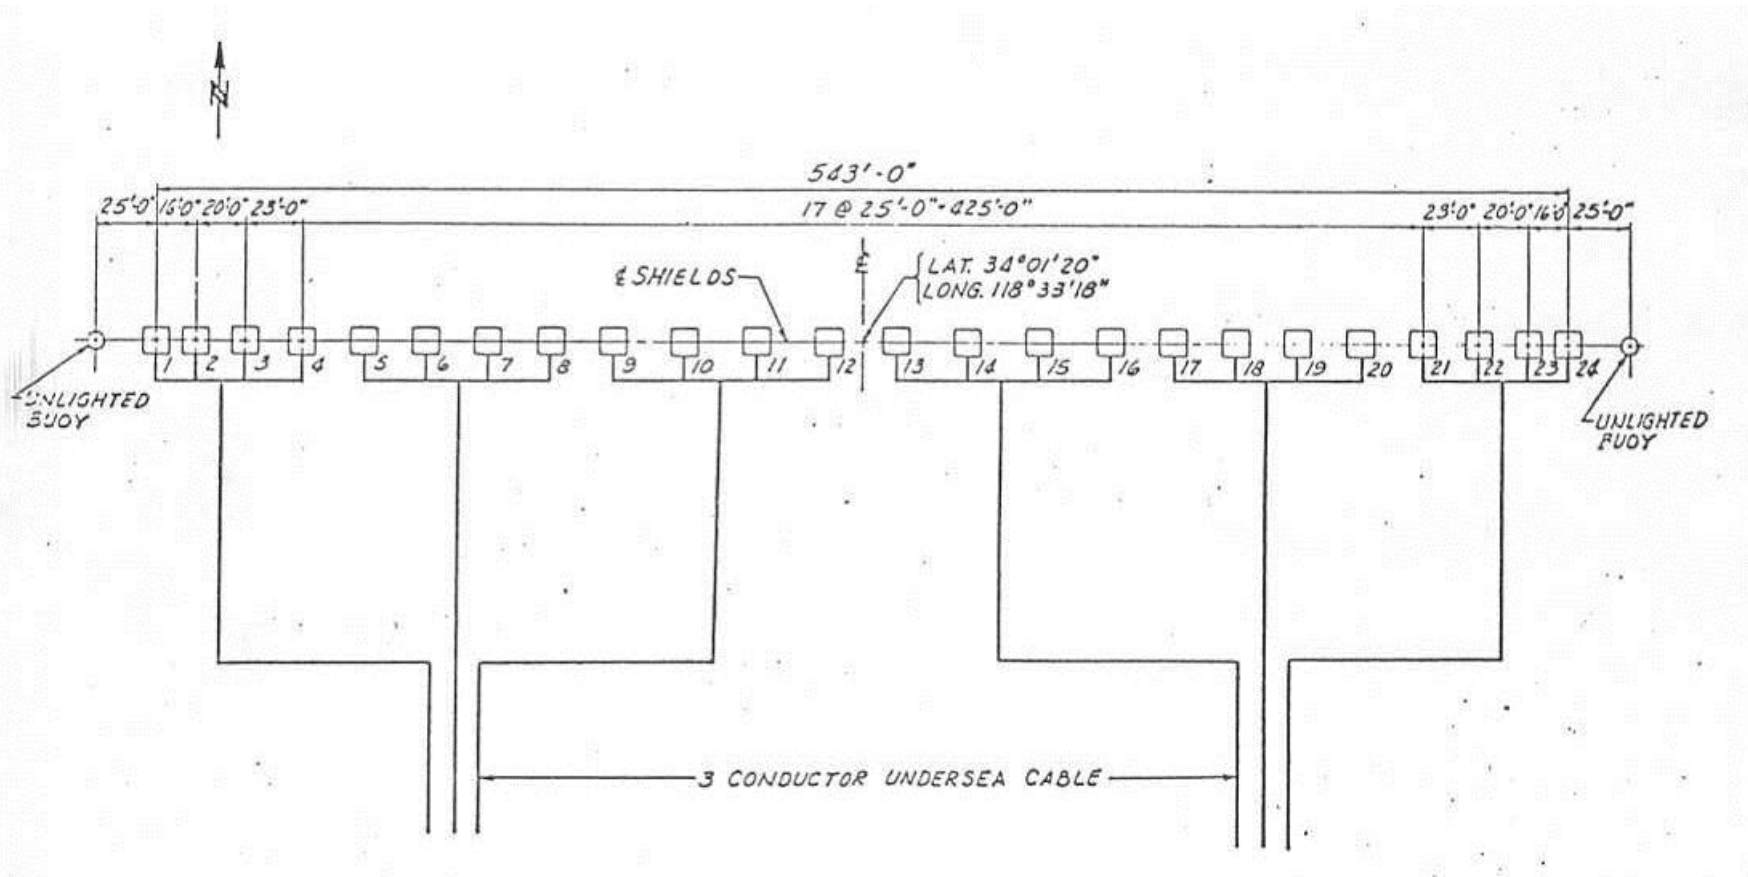 N
543'-0"
25'-0" 16'0" 20'0" 23'-0" 17 @ 25'-0"=425'-0" 23'0" 20'0" 16'0" 25'-0"
℄ SHIELDS
℄
LAT. 34°01'20"
LONG. 118°33'18"
1 2 3 4 5 6 7 8 9 10 11 12 13 14 15 16 17 18 19 20 21 22 23 24
UNLIGHTED
BUOY
UNLIGHTED
BUOY
3 CONDUCTOR UNDERSEA CABLE